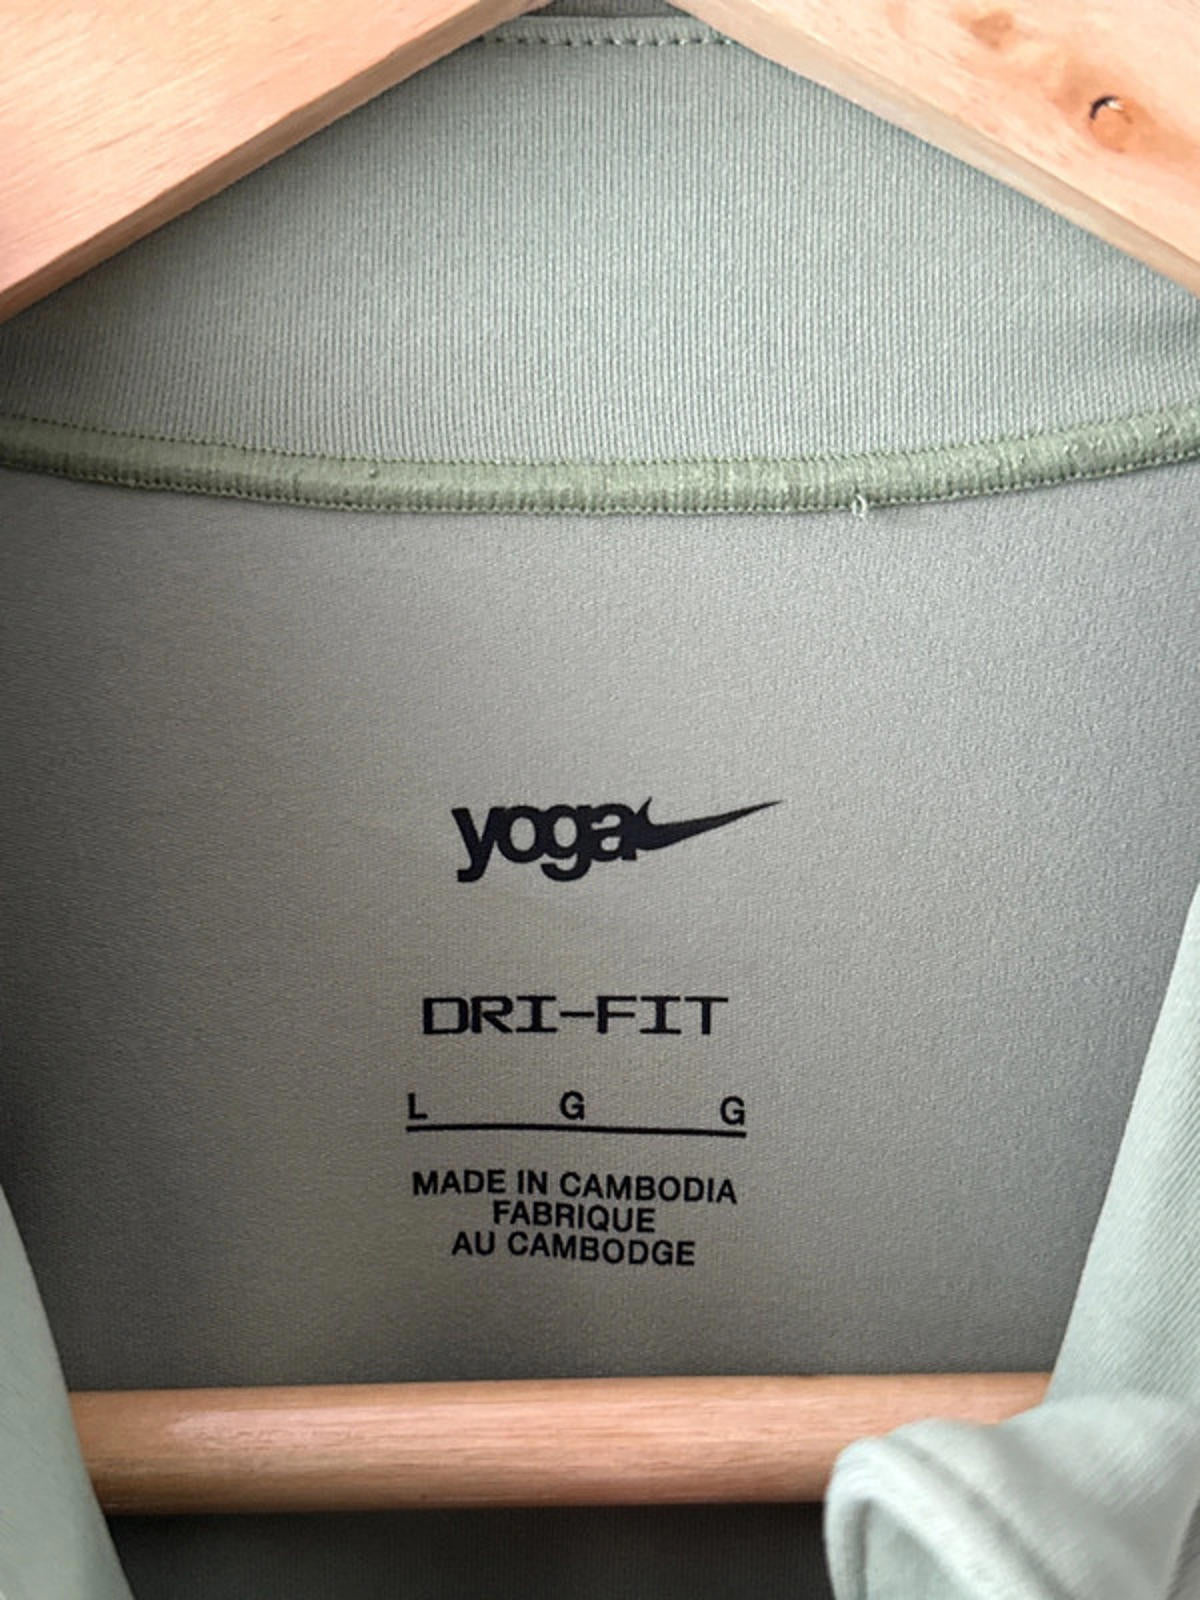 yoga
DRI-FIT
L G G
MADE IN CAMBODIA
FABRIQUE
AU CAMBODGE